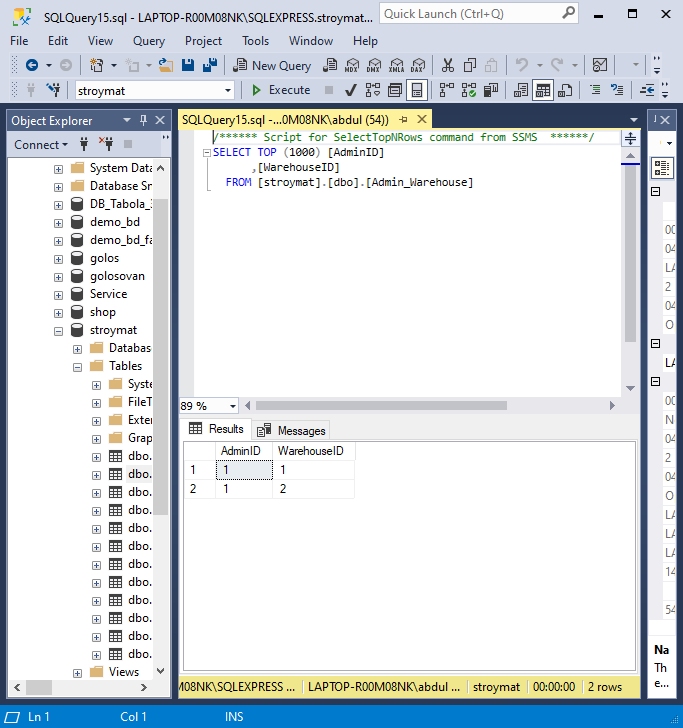 SQLQuery15.sql - LAPTOP-R00M08NK\SQLEXPRESS.stroymat...
Quick Launch (Ctrl+Q)
File Edit View Query Project Tools Window Help
New Query MDX DMX XMLA DAX
stroymat Execute
Object Explorer
Connect
System Data
Database Sn
DB_Tabola_
demo_bd
demo_bd_fa
golos
golosovan
Service
shop
stroymat
Databas
Tables
Syste
FileT
Exter
Grap
dbo.
dbo.
dbo.
dbo.
dbo.
dbo.
dbo.
dbo.
dbo.
dbo.
dbo.
dbo.
Views
SQLQuery15.sql -...0M08NK\abdul (54))
/****** Script for SelectTopNRows command from SSMS  ******/
SELECT TOP (1000) [AdminID]
,[WarehouseID]
FROM [stroymat].[dbo].[Admin_Warehouse]
89 %
Results Messages
AdminID WarehouseID
1 1 1
2 1 2
M08NK\SQLEXPRESS ... LAPTOP-R00M08NK\abdul ... stroymat 00:00:00 2 rows
00
04
LA
2
04
O
LA
00
N
04
2
04
O
LA
LA
LA
14
54
Na
Th
e...
Ln 1 Col 1 INS